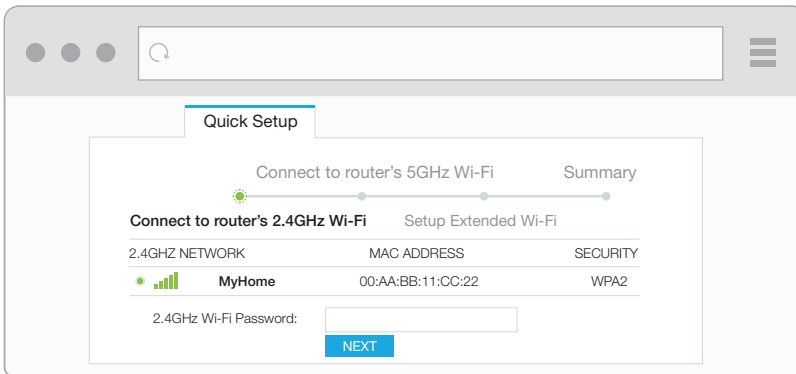 Quick Setup
Connect to router's 5GHz Wi-Fi Summary
Connect to router's 2.4GHz Wi-Fi Setup Extended Wi-Fi
2.4GHZ NETWORK MAC ADDRESS SECURITY
MyHome 00:AA:BB:11:CC:22 WPA2
2.4GHz Wi-Fi Password:
NEXT